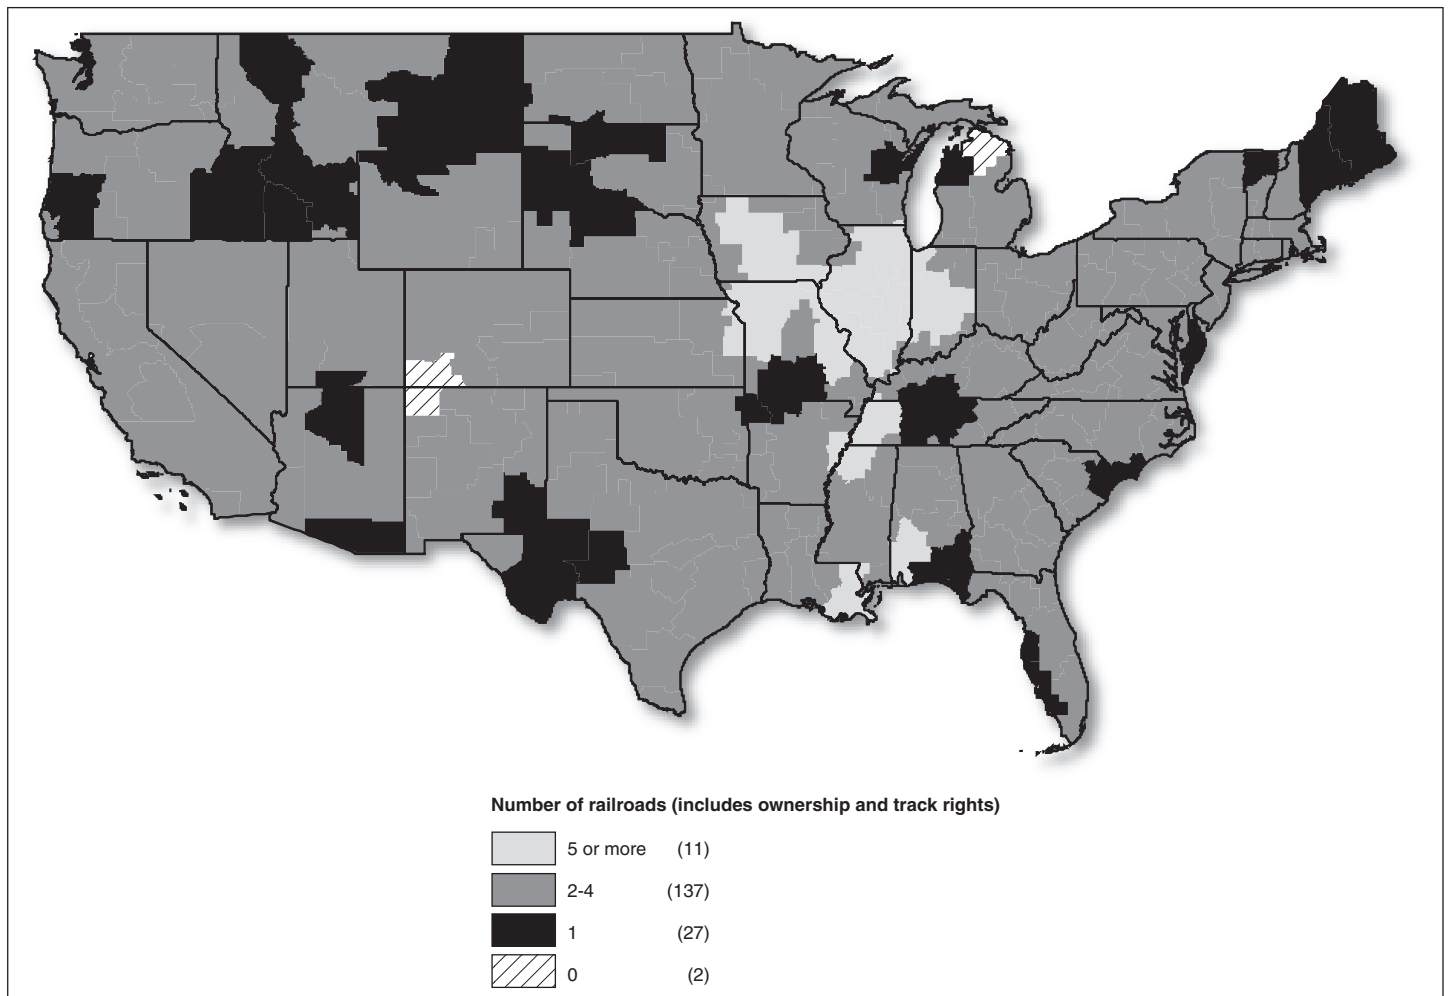 Number of railroads (includes ownership and track rights)
5 or more (11)
2-4 (137)
1 (27)
0 (2)